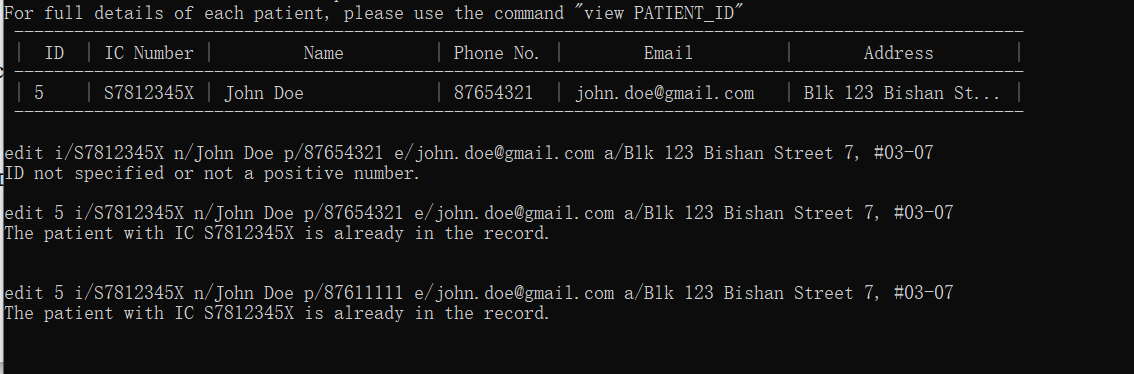 For full details of each patient, please use the command "view PATIENT_ID"
| ID | IC Number | Name | Phone No. | Email | Address |
| 5 | S7812345X | John Doe | 87654321 | john.doe@gmail.com | Blk 123 Bishan St... |
edit i/S7812345X n/John Doe p/87654321 e/john.doe@gmail.com a/Blk 123 Bishan Street 7, #03-07
ID not specified or not a positive number.
edit 5 i/S7812345X n/John Doe p/87654321 e/john.doe@gmail.com a/Blk 123 Bishan Street 7, #03-07
The patient with IC S7812345X is already in the record.
edit 5 i/S7812345X n/John Doe p/87611111 e/john.doe@gmail.com a/Blk 123 Bishan Street 7, #03-07
The patient with IC S7812345X is already in the record.